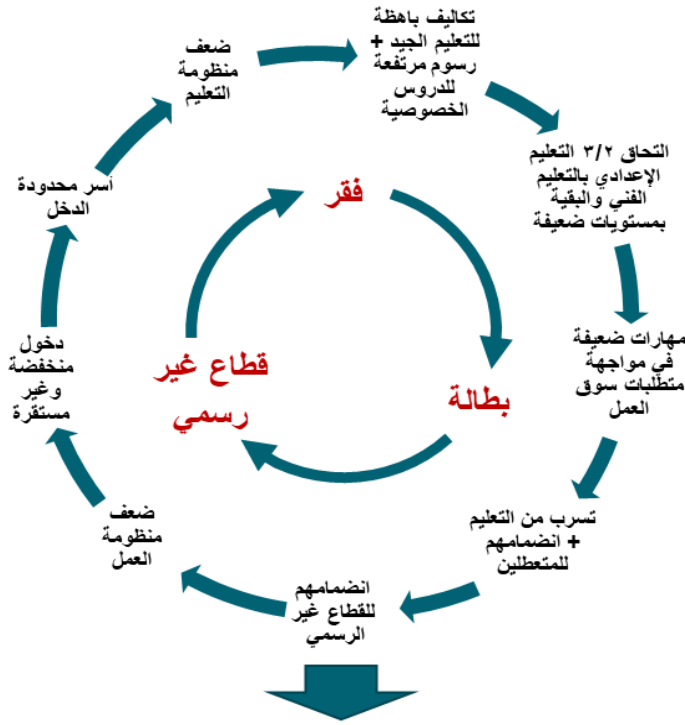 تكاليف باهظة
للتعليم الجيد +
رسوم مرتفعة
للدروس
الخصوصية
التحاق ٣/٢ التعليم
الإعدادي بالتعليم
الفني والبقية
بمستويات ضعيفة
مهارات ضعيفة
في مواجهة
متطلبات سوق
العمل
تسرب من التعليم
+ انضمامهم
للمتعطلين
انضمامهم
للقطاع غير
الرسمي
ضعف
منظومة
العمل
دخول
منخفضة
وغير
مستقرة
أسر محدودة
الدخل
ضعف
منظومة
التعليم
فقر
بطالة
قطاع غير
رسمي